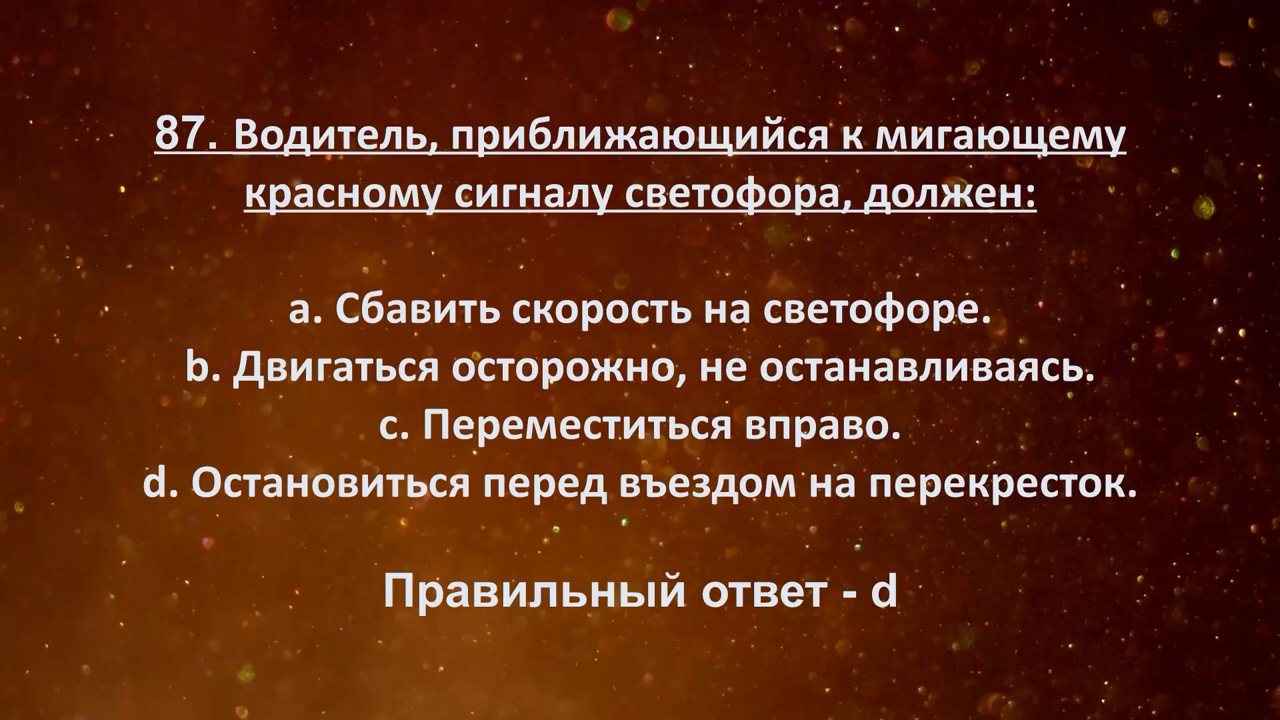 87. Водитель, приближающийся к мигающему
красному сигналу светофора, должен:
a. Сбавить скорость на светофоре.
b. Двигаться осторожно, не останавливаясь.
c. Переместиться вправо.
d. Остановиться перед въездом на перекресток.
Правильный ответ - d